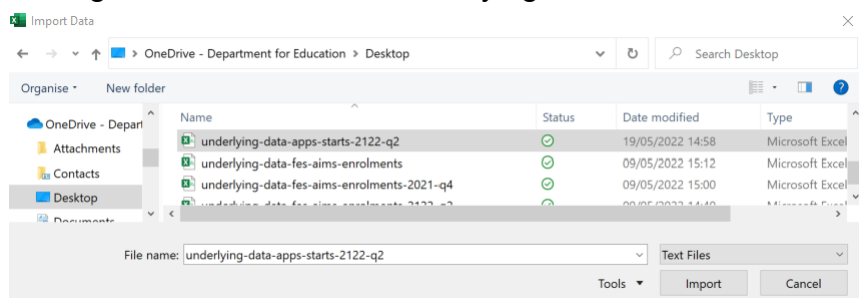 Import Data
OneDrive - Department for Education > Desktop
Search Desktop
Organise
New folder
Name Status Date modified Type
OneDrive - Depart
Attachments
Contacts
Desktop
Documents
underlying-data-apps-starts-2122-q2 19/05/2022 14:58 Microsoft Excel
underlying-data-fes-aims-enrolments 09/05/2022 15:12 Microsoft Excel
underlying-data-fes-aims-enrolments-2021-q4 09/05/2022 15:00 Microsoft Excel
File name: underlying-data-apps-starts-2122-q2 Text Files
Tools Import Cancel